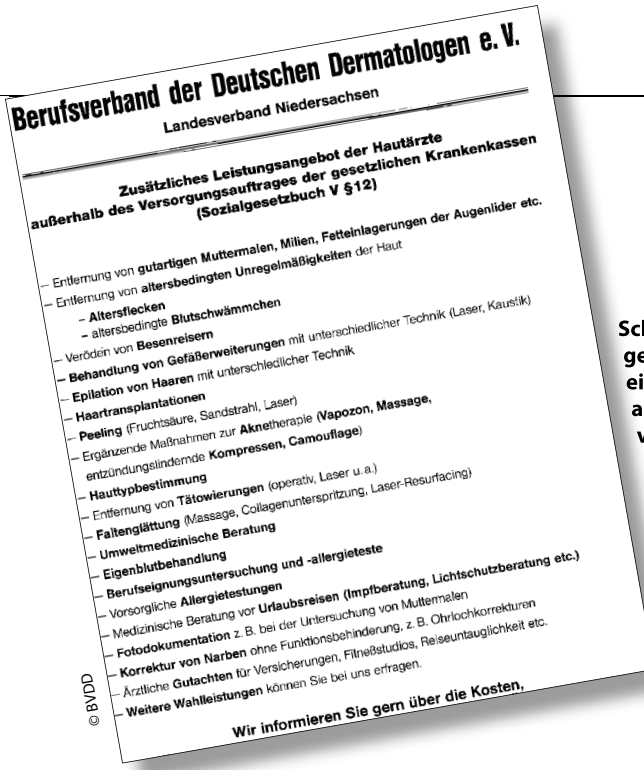 Berufsverband der Deutschen Dermatologen e. V.
Landesverband Niedersachsen
Zusätzliches Leistungsangebot der Hautärzte
außerhalb des Versorgungsauftrages der gesetzlichen Krankenkassen
(Sozialgesetzbuch V §12)
– Entfernung von gutartigen Muttermalen, Milien, Fetteinlagerungen der Augenlider etc.
– Entfernung von altersbedingten Unregelmäßigkeiten der Haut
– Altersflecken
– altersbedingte Blutschwämmchen
– Veröden von Besenreisern
– Behandlung von Gefäßerweiterungen mit unterschiedlicher Technik (Laser, Kaustik)
– Epilation von Haaren mit unterschiedlicher Technik
– Haartransplantationen
– Peeling (Fruchtsäure, Sandstrahl, Laser)
– Ergänzende Maßnahmen zur Aknetherapie (Vapozon, Massage,
entzündungslindernde Kompressen, Camouflage)
– Hauttypbestimmung
– Entfernung von Tätowierungen (operativ, Laser u. a.)
– Faltenglättung (Massage, Collagenunterspritzung, Laser-Resurfacing)
– Umweltmedizinische Beratung
– Eigenblutbehandlung
– Berufseignungsuntersuchung und -allergieteste
– Vorsorgliche Allergietestungen
– Medizinische Beratung vor Urlaubsreisen (Impfberatung, Lichtschutzberatung etc.)
– Fotodokumentation z. B. bei der Untersuchung von Muttermalen
– Korrektur von Narben ohne Funktionsbehinderung, z. B. Ohrlochkorrekturen
– Ärztliche Gutachten für Versicherungen, Fitneßstudios, Reiseuntauglichkeit etc.
– Weitere Wahlleistungen können Sie bei uns erfragen.
Wir informieren Sie gern über die Kosten,
© BVDD